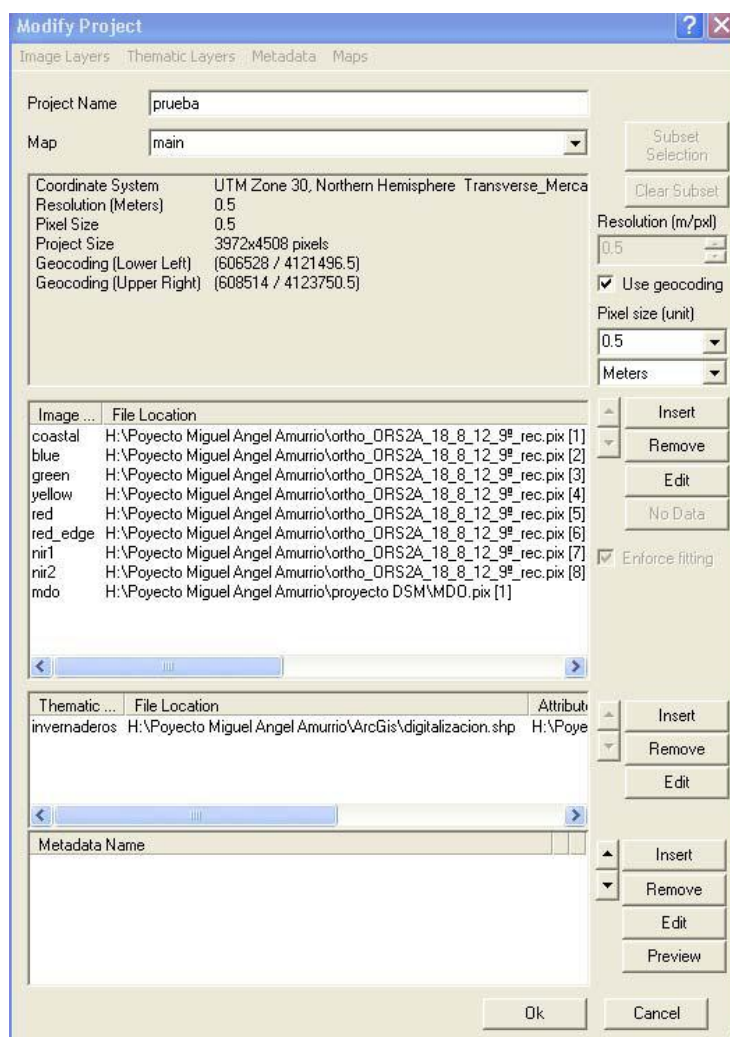 Modify Project
Image Layers Thematic Layers Metadata Maps
Project Name prueba
Map main
Subset Selection
Clear Subset
Coordinate System UTM Zone 30, Northern Hemisphere Transverse_Merca
Resolution (Meters) 0.5
Pixel Size 0.5
Project Size 3972x4508 pixels
Geocoding (Lower Left) (606528 / 4121496.5)
Geocoding (Upper Right) (608514 / 4123750.5)
Resolution (m/pxl)
0.5
Use geocoding
Pixel size (unit)
0.5
Meters
Image ... File Location
coastal H:\Poyecto Miguel Angel Amurrio\ortho_ORS2A_18_8_12_9º_rec.pix [1]
blue H:\Poyecto Miguel Angel Amurrio\ortho_ORS2A_18_8_12_9º_rec.pix [2]
green H:\Poyecto Miguel Angel Amurrio\ortho_ORS2A_18_8_12_9º_rec.pix [3]
yellow H:\Poyecto Miguel Angel Amurrio\ortho_ORS2A_18_8_12_9º_rec.pix [4]
red H:\Poyecto Miguel Angel Amurrio\ortho_ORS2A_18_8_12_9º_rec.pix [5]
red_edge H:\Poyecto Miguel Angel Amurrio\ortho_ORS2A_18_8_12_9º_rec.pix [6]
nir1 H:\Poyecto Miguel Angel Amurrio\ortho_ORS2A_18_8_12_9º_rec.pix [7]
nir2 H:\Poyecto Miguel Angel Amurrio\ortho_ORS2A_18_8_12_9º_rec.pix [8]
mdo H:\Poyecto Miguel Angel Amurrio\proyecto DSM\MDO.pix [1]
Insert
Remove
Edit
No Data
Enforce fitting
Thematic ... File Location Attribut
invernaderos H:\Poyecto Miguel Angel Amurrio\ArcGis\digitalizacion.shp H:\Poye
Insert
Remove
Edit
Metadata Name
Insert
Remove
Edit
Preview
Ok Cancel